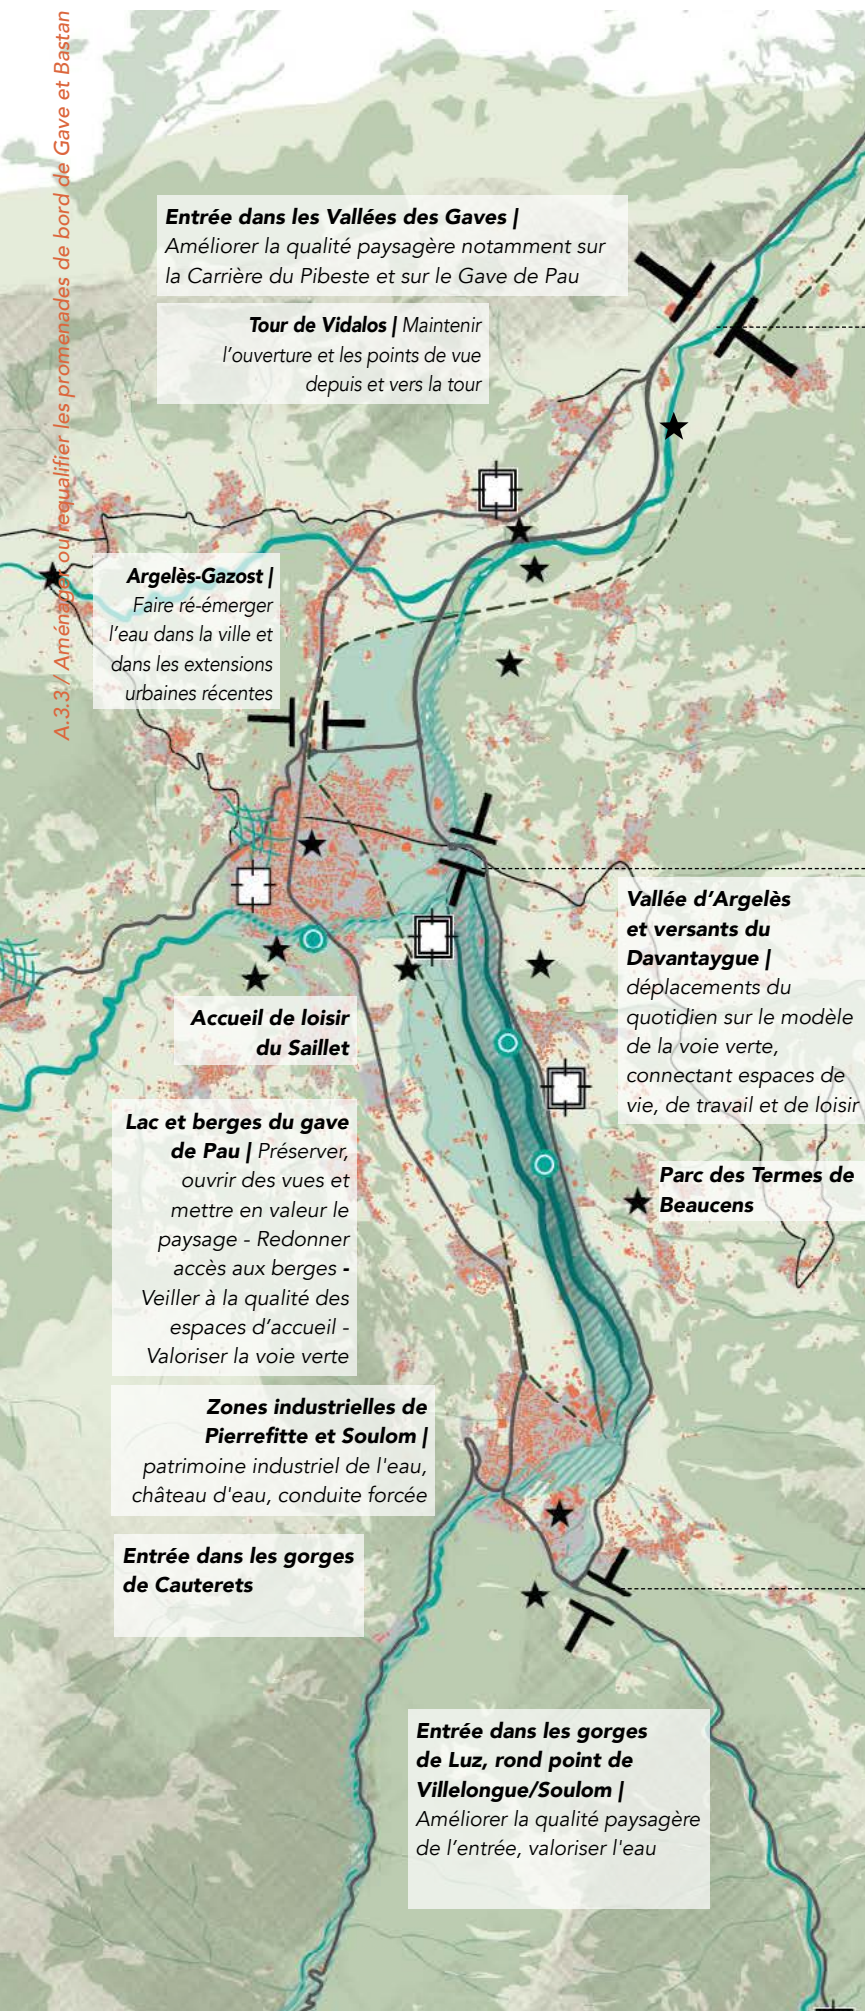 A.3.3 / Aménager ou requalifier les promenades de bord de Gave et Bastan
Entrée dans les Vallées des Gaves |
Améliorer la qualité paysagère notamment sur
la Carrière du Pibeste et sur le Gave de Pau
Tour de Vidalos | Maintenir
l'ouverture et les points de vue
depuis et vers la tour
Argelès-Gazost |
Faire ré-émerger
l'eau dans la ville et
dans les extensions
urbaines récentes
Vallée d'Argelès
et versants du
Davantaygue |
déplacements du
quotidien sur le modèle
de la voie verte,
connectant espaces de
vie, de travail et de loisir
Accueil de loisir
du Saillet
Lac et berges du gave
de Pau | Préserver,
ouvrir des vues et
mettre en valeur le
paysage - Redonner
accès aux berges -
Veiller à la qualité des
espaces d'accueil -
Valoriser la voie verte
Parc des Termes de
Beaucens
Zones industrielles de
Pierrefitte et Soulom |
patrimoine industriel de l'eau,
château d'eau, conduite forcée
Entrée dans les gorges
de Cauterets
Entrée dans les gorges
de Luz, rond point de
Villelongue/Soulom |
Améliorer la qualité paysagère
de l'entrée, valoriser l'eau